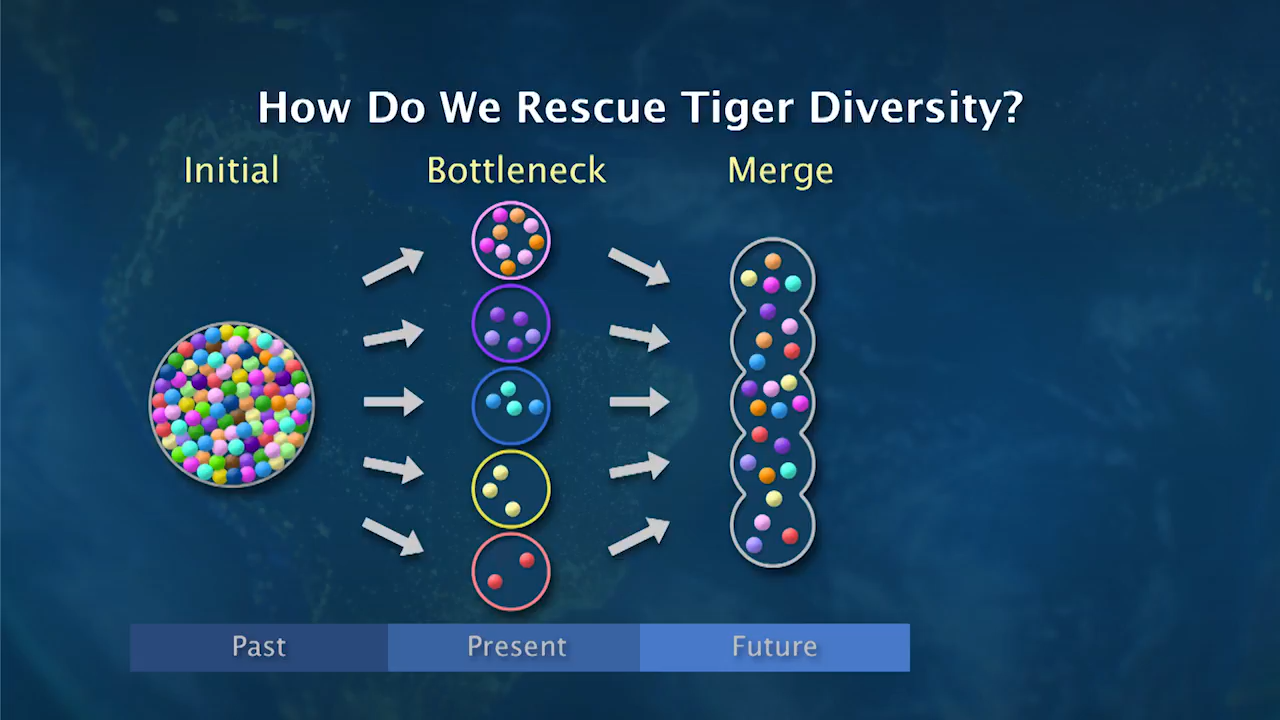 How Do We Rescue Tiger Diversity?
Initial
Bottleneck
Merge
Past
Present
Future